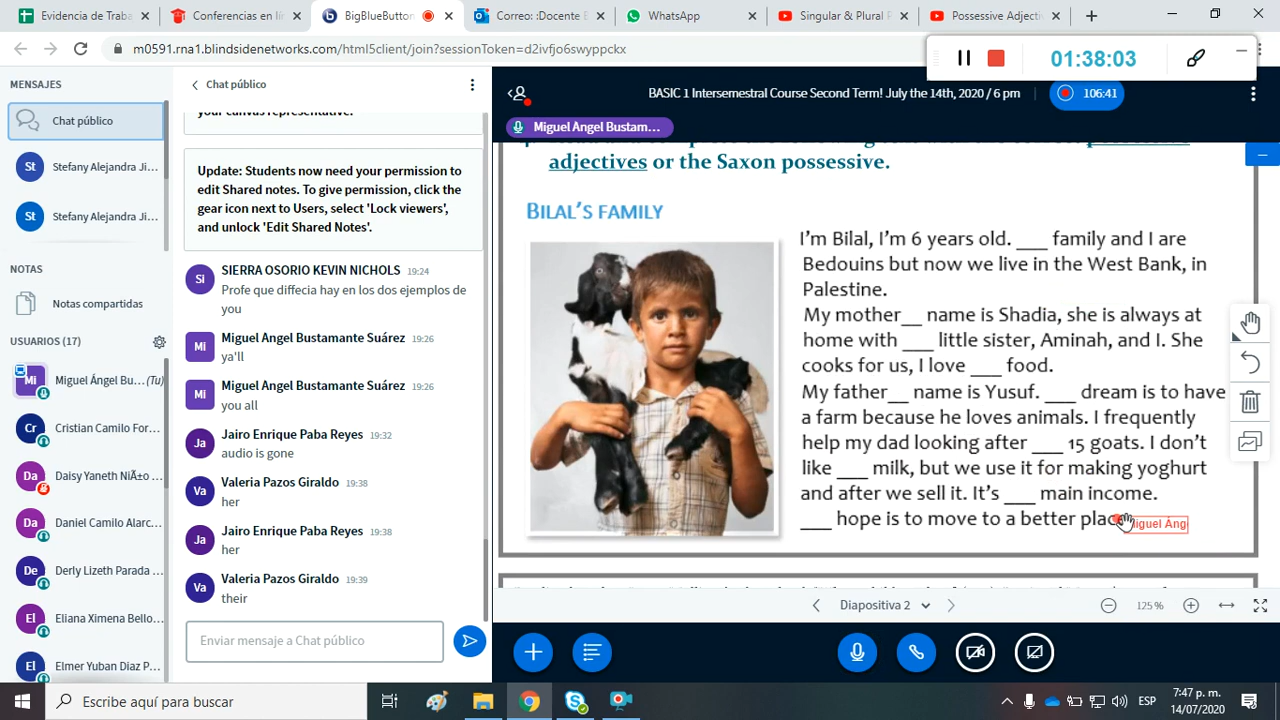 Evidencia de Traba
Conferencias en lí
BigBlueButton
Correo: :Docente B
WhatsApp
Singular & Plural P
Possessive Adjecti
m0591.rna1.blindsidenetworks.com/html5client/join?sessionToken=d2ivfjo6swyppckx
01:38:03
MENSAJES
Chat público
Stefany Alejandra Ji...
Stefany Alejandra Ji...
NOTAS
Notas compartidas
USUARIOS (17)
Miguel Ángel Bu... (Tu)
Cristian Camilo For...
Daisy Yaneth NiÃ±o ...
Daniel Camilo Alarc...
Derly Lizeth Parada ...
Eliana Ximena Bello...
Elmer Yuban Diaz P...
Chat público
your canvas representative.
Update: Students now need your permission to
edit Shared notes. To give permission, click the
gear icon next to Users, select 'Lock viewers',
and unlock 'Edit Shared Notes'.
SIERRA OSORIO KEVIN NICHOLS 19:24
Profe que differcia hay en los dos ejemplos de
you
Miguel Angel Bustamante Suárez 19:26
ya'll
Miguel Angel Bustamante Suárez 19:26
you all
Jairo Enrique Paba Reyes 19:32
audio is gone
Valeria Pazos Giraldo 19:38
her
Jairo Enrique Paba Reyes 19:38
her
Valeria Pazos Giraldo 19:39
their
Enviar mensaje a Chat público
BASIC 1 Intersemestral Course Second Term! July the 14th, 2020 / 6 pm
106:41
Miguel Angel Bustam...
adjectives or the Saxon possessive.
BILAL'S FAMILY
I'm Bilal, I'm 6 years old. ___ family and I are
Bedouins but now we live in the West Bank, in
Palestine.
My mother__ name is Shadia, she is always at
home with ___ little sister, Aminah, and I. She
cooks for us, I love ___ food.
My father__ name is Yusuf. ___ dream is to have
a farm because he loves animals. I frequently
help my dad looking after ___ 15 goats. I don't
like ___ milk, but we use it for making yoghurt
and after we sell it. It's ___ main income.
___ hope is to move to a better plac
Miguel Áng
Diapositiva 2
125 %
Escribe aquí para buscar
ESP
7:47 p. m.
14/07/2020